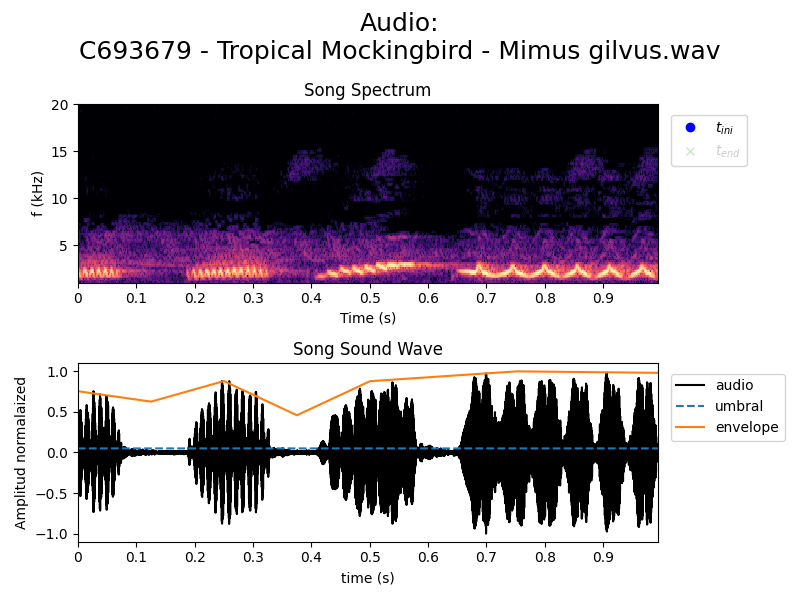 Audio:
C693679 - Tropical Mockingbird - Mimus gilvus.wav
Song Spectrum
20
15
10
5
f (kHz)
0 0.1 0.2 0.3 0.4 0.5 0.6 0.7 0.8 0.9
Time (s)
t_ini
t_end
Song Sound Wave
1.0
0.5
0.0
−0.5
−1.0
Amplitud normalaized
0 0.1 0.2 0.3 0.4 0.5 0.6 0.7 0.8 0.9
time (s)
audio
umbral
envelope